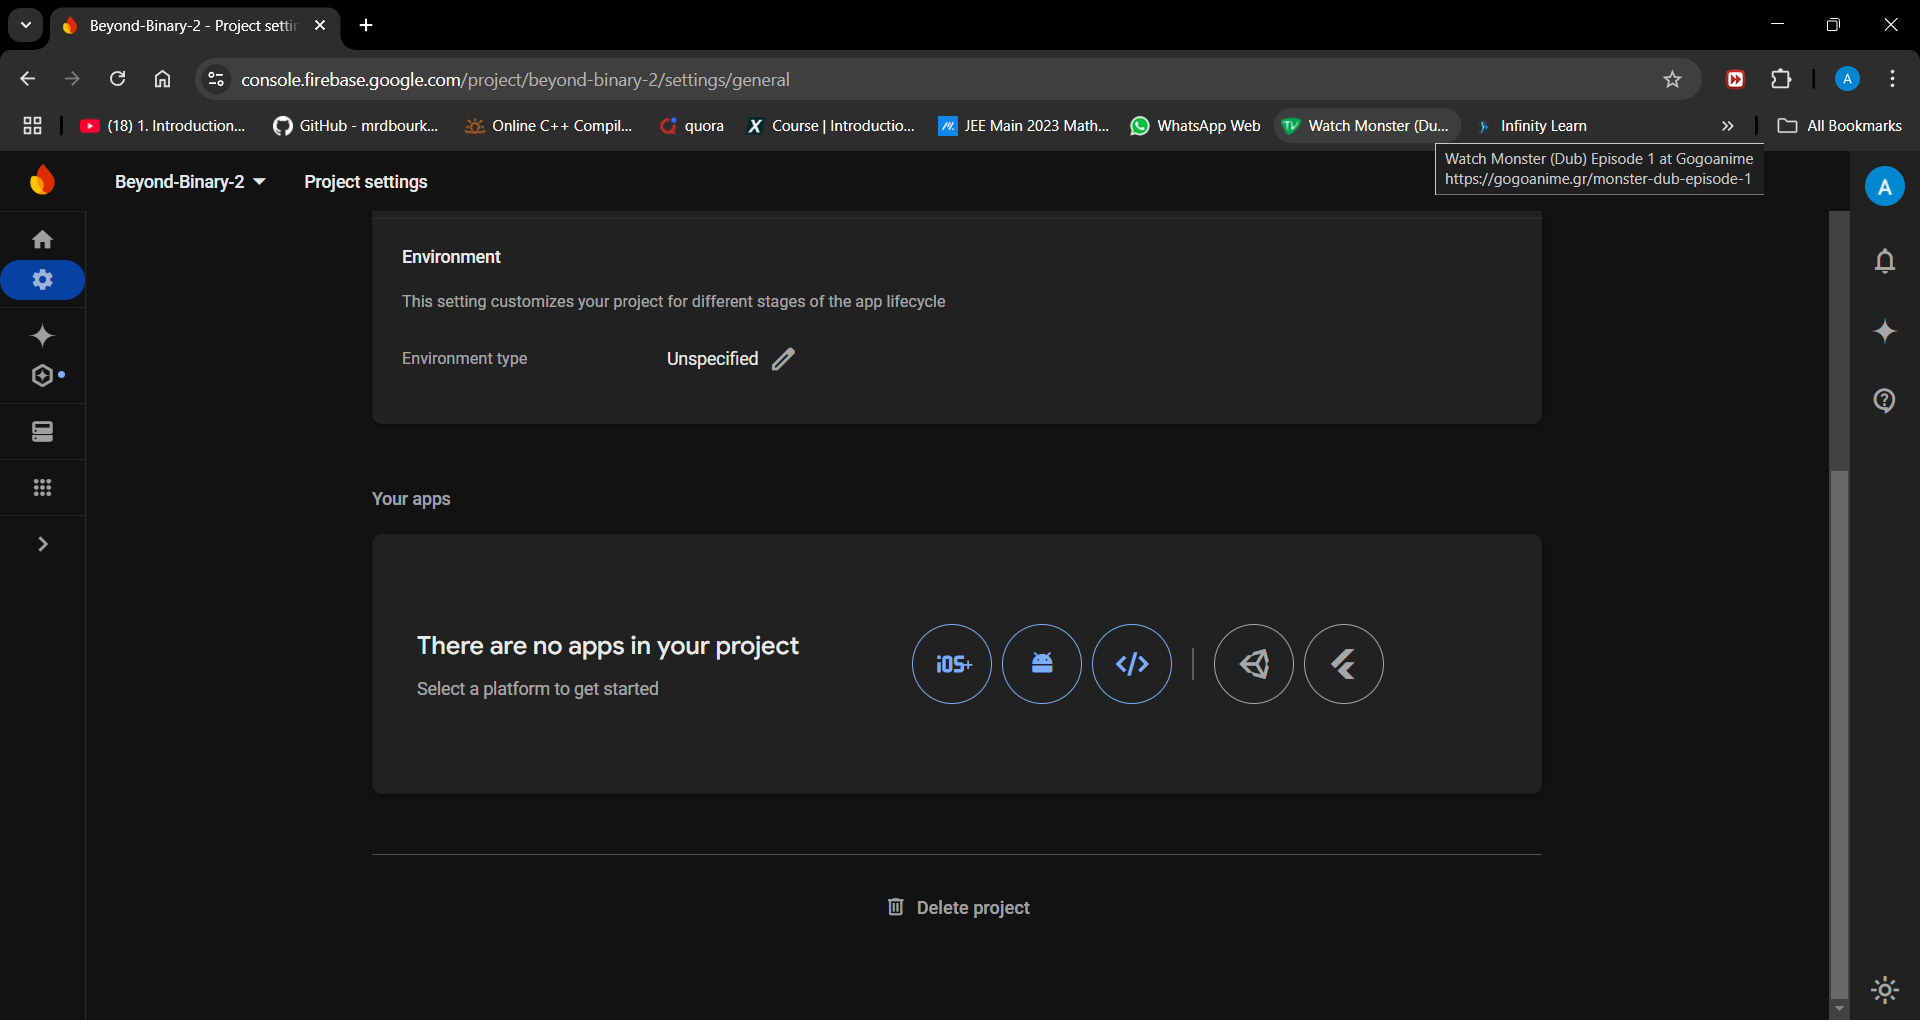 Beyond-Binary-2 - Project setti
console.firebase.google.com/project/beyond-binary-2/settings/general
A
(18) 1. Introduction...
GitHub - mrdbourk...
Online C++ Compil...
quora
Course | Introductio...
JEE Main 2023 Math...
WhatsApp Web
Watch Monster (Du...
Infinity Learn
All Bookmarks
Watch Monster (Dub) Episode 1 at Gogoanime
https://gogoanime.gr/monster-dub-episode-1
Beyond-Binary-2
Project settings
A
Environment
This setting customizes your project for different stages of the app lifecycle
Environment type
Unspecified
Your apps
There are no apps in your project
Select a platform to get started
iOS+
Delete project